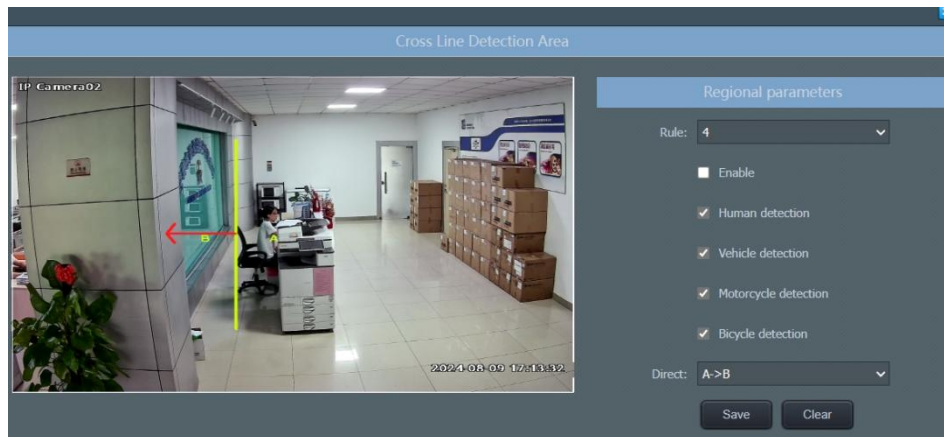 Cross Line Detection Area
IP Camera02
B
A
2024-08-09 17:13:32
Regional parameters
Rule: 4
Enable
Human detection
Vehicle detection
Motorcycle detection
Bicycle detection
Direct: A->B
Save Clear